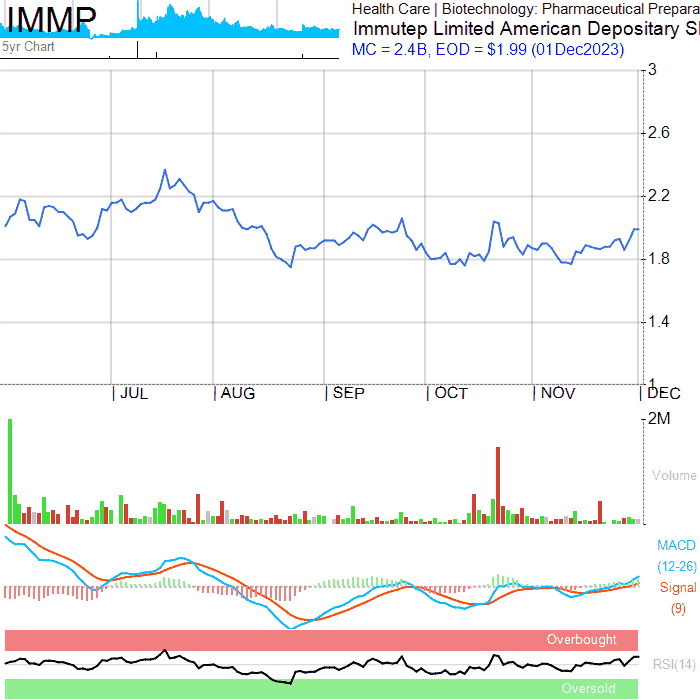 IMMP
5yr Chart
Health Care | Biotechnology: Pharmaceutical Prepara
Immutep Limited American Depositary S
MC = 2.4B, EOD = $1.99 (01Dec2023)
3
2.6
2.2
1.8
1.4
1
JUL
AUG
SEP
OCT
NOV
DEC
2M
Volume
MACD
(12-26)
Signal
(9)
Overbought
RSI(14)
Oversold